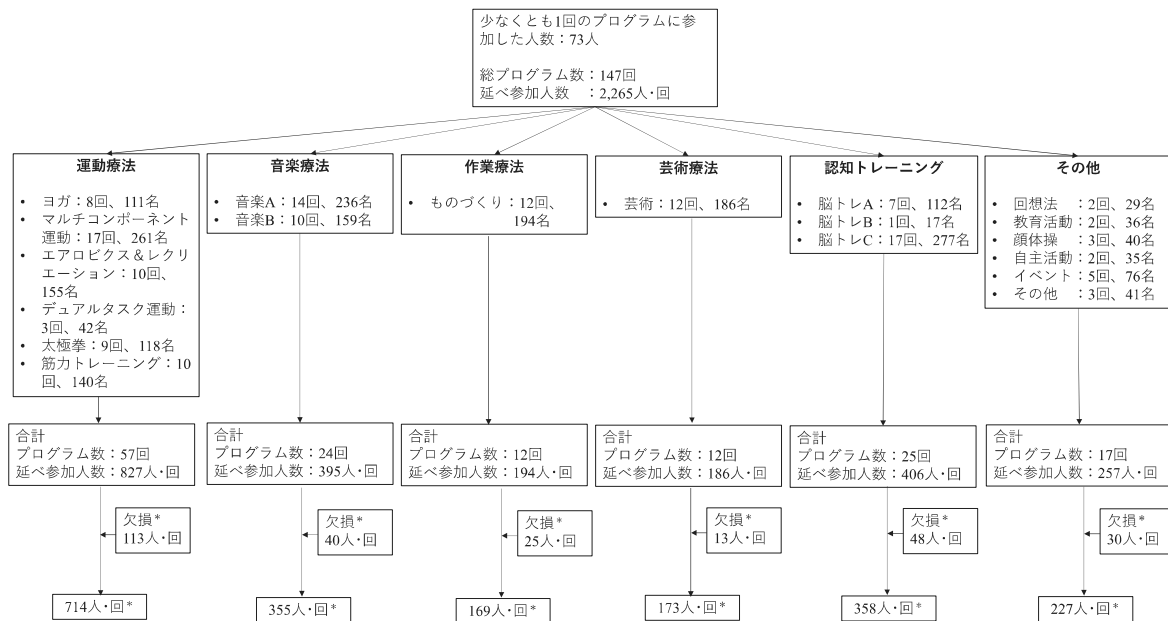 少なくとも1回のプログラムに参
加した人数：73人
総プログラム数：147回
延べ参加人数　：2,265人・回
運動療法
• ヨガ：8回、111名
• マルチコンポーネント
運動：17回、261名
• エアロビクス＆レクリ
エーション：10回、
155名
• デュアルタスク運動：
3回、42名
• 太極拳：9回、118名
• 筋力トレーニング：10
回、140名
音楽療法
• 音楽A：14回、236名
• 音楽B：10回、159名
作業療法
• ものづくり：12回、
194名
芸術療法
• 芸術：12回、186名
認知トレーニング
• 脳トレA：7回、112名
• 脳トレB：1回、17名
• 脳トレC：17回、277名
その他
• 回想法　：2回、29名
• 教育活動：2回、36名
• 顔体操　：3回、40名
• 自主活動：2回、35名
• イベント：5回、76名
• その他　：3回、41名
合計
プログラム数：57回
延べ参加人数：827人・回
合計
プログラム数：24回
延べ参加人数：395人・回
合計
プログラム数：12回
延べ参加人数：194人・回
合計
プログラム数：12回
延べ参加人数：186人・回
合計
プログラム数：25回
延べ参加人数：406人・回
合計
プログラム数：17回
延べ参加人数：257人・回
欠損*
113人・回
欠損*
40人・回
欠損*
25人・回
欠損*
13人・回
欠損*
48人・回
欠損*
30人・回
714人・回*
355人・回*
169人・回*
173人・回*
358人・回*
227人・回*